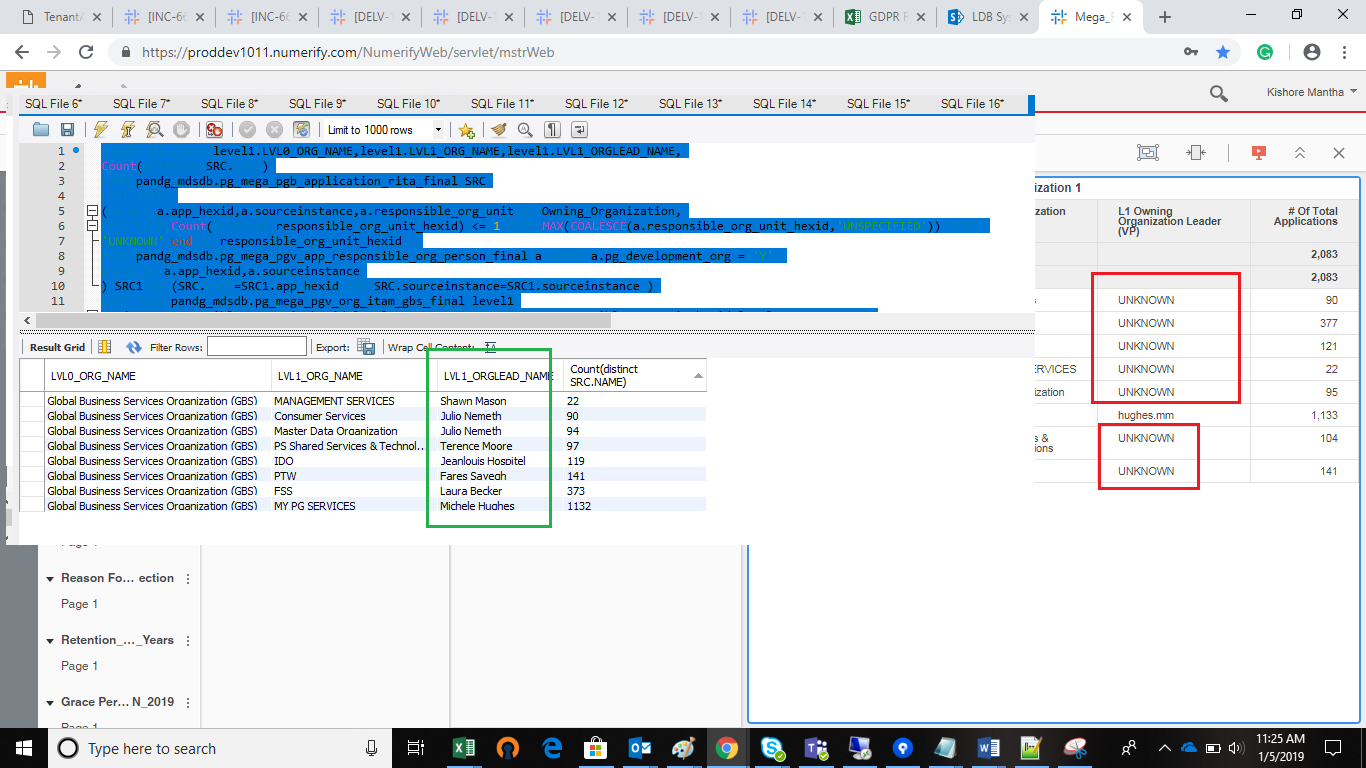 TenantA
[INC-66
[INC-66
[DELV-1
[DELV-1
[DELV-1
[DELV-1
[DELV-1
GDPR F
LDB Sys
Mega_F
https://proddev1011.numerify.com/NumerifyWeb/servlet/mstrWeb
SQL File 6* SQL File 7* SQL File 8* SQL File 9* SQL File 10* SQL File 11* SQL File 12* SQL File 13* SQL File 14* SQL File 15* SQL File 16*
Kishore Mantha
Limit to 1000 rows
1 level1.LVL0_ORG_NAME,level1.LVL1_ORG_NAME,level1.LVL1_ORGLEAD_NAME,
2 Count( SRC. )
3 pandg_mdsdb.pg_mega_pgb_application_rita_final SRC
4
5 ( a.app_hexid,a.sourceinstance,a.responsible_org_unit Owning_Organization,
6 Count( responsible_org_unit_hexid) <= 1 MAX(COALESCE(a.responsible_org_unit_hexid,'UNSPECIFIED'))
7 'UNKNOWN' end responsible_org_unit_hexid
8 pandg_mdsdb.pg_mega_pgv_app_responsible_org_person_final a a.pg_development_org = 'Y'
9 a.app_hexid,a.sourceinstance
10 ) SRC1 (SRC. =SRC1.app_hexid SRC.sourceinstance=SRC1.sourceinstance )
11 pandg_mdsdb.pg_mega_pgv_org_itam_gbs_final level1
Result Grid Filter Rows: Export: Wrap Cell Content:
LVL0_ORG_NAME LVL1_ORG_NAME LVL1_ORGLEAD_NAME Count(distinct
SRC.NAME)
Global Business Services Organization (GBS) MANAGEMENT SERVICES Shawn Mason 22
Global Business Services Organization (GBS) Consumer Services Julio Nemeth 90
Global Business Services Organization (GBS) Master Data Organization Julio Nemeth 94
Global Business Services Organization (GBS) PS Shared Services & Technol... Terence Moore 97
Global Business Services Organization (GBS) IDO Jeanlouis Hospitel 119
Global Business Services Organization (GBS) PTW Fares Sayegh 141
Global Business Services Organization (GBS) FSS Laura Becker 373
Global Business Services Organization (GBS) MY PG SERVICES Michele Hughes 1132
ization 1
zation L1 Owning # Of Total
Organization Leader Applications
(VP)
2,083
2,083
s UNKNOWN 90
UNKNOWN 377
UNKNOWN 121
ERVICES UNKNOWN 22
ization UNKNOWN 95
hughes.mm 1,133
s & UNKNOWN 104
ions
UNKNOWN 141
Page 1
Reason Fo... ection
Page 1
Retention_..._Years
Page 1
Grace Per... N_2019
Page 1
Type here to search
11:25 AM
1/5/2019